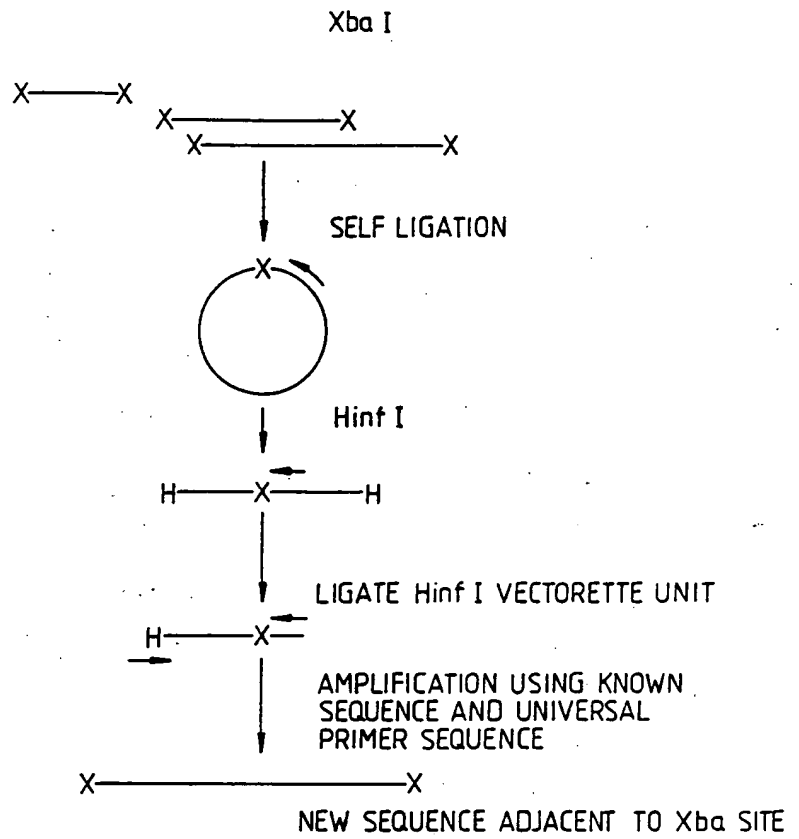 Xba I
X X
X X
X X
SELF LIGATION
X
Hinf I
H X H
LIGATE Hinf I VECTORETTE UNIT
H X
AMPLIFICATION USING KNOWN
SEQUENCE AND UNIVERSAL
PRIMER SEQUENCE
X X
NEW SEQUENCE ADJACENT TO Xba SITE